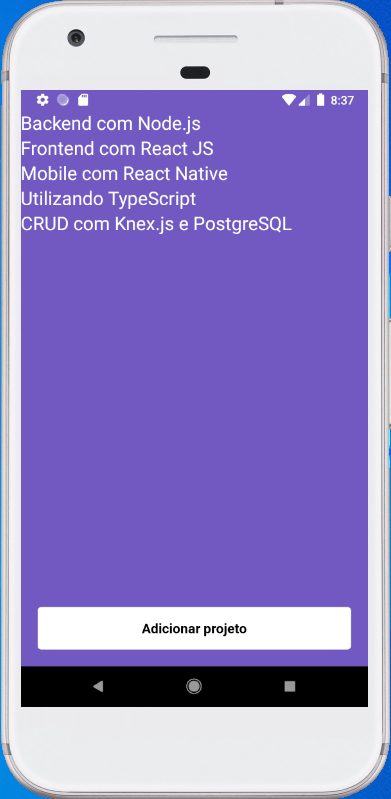 8:37
Backend com Node.js
Frontend com React JS
Mobile com React Native
Utilizando TypeScript
CRUD com Knex.js e PostgreSQL
Adicionar projeto